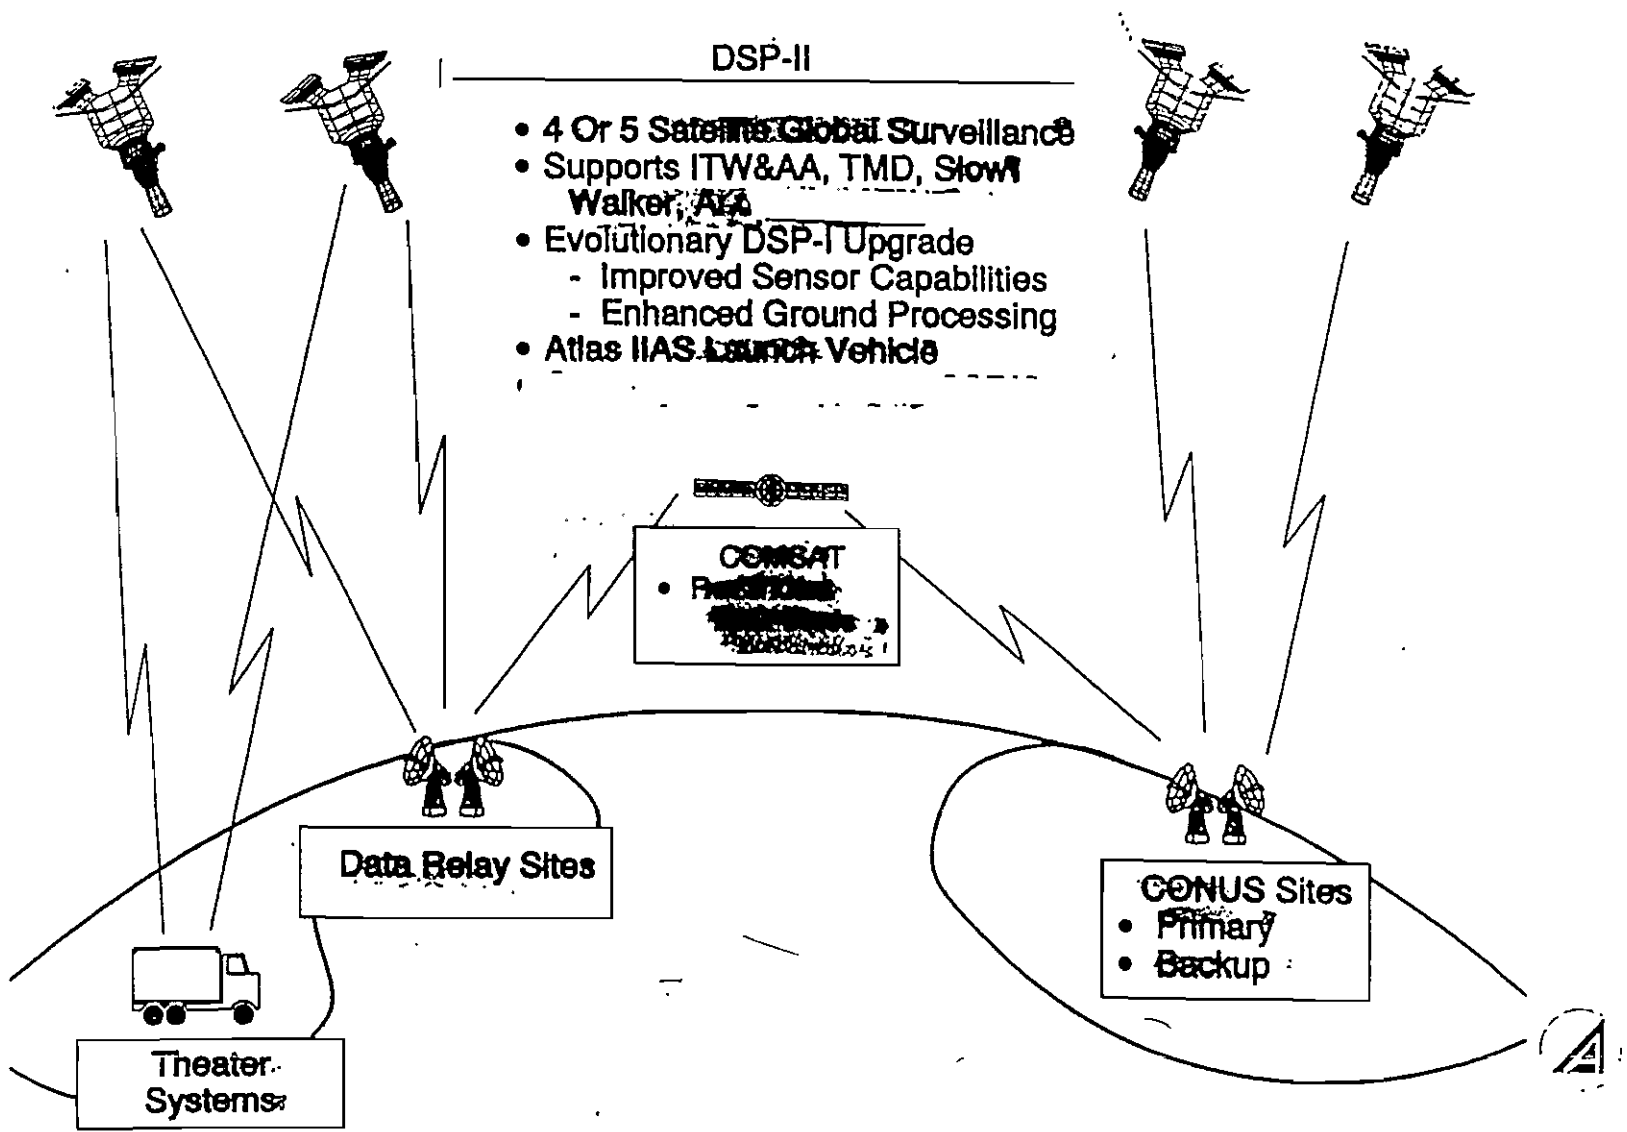 DSP-II
• 4 Or 5 Satellite Global Surveillance
• Supports ITW&AA, TMD, Slow
Walker,
• Evolutionary DSP-I Upgrade
- Improved Sensor Capabilities
- Enhanced Ground Processing
• Atlas IIAS Launch Vehicle
COMSAT
•
Data Relay Sites
CONUS Sites
• Primary
• Backup
Theater
Systems